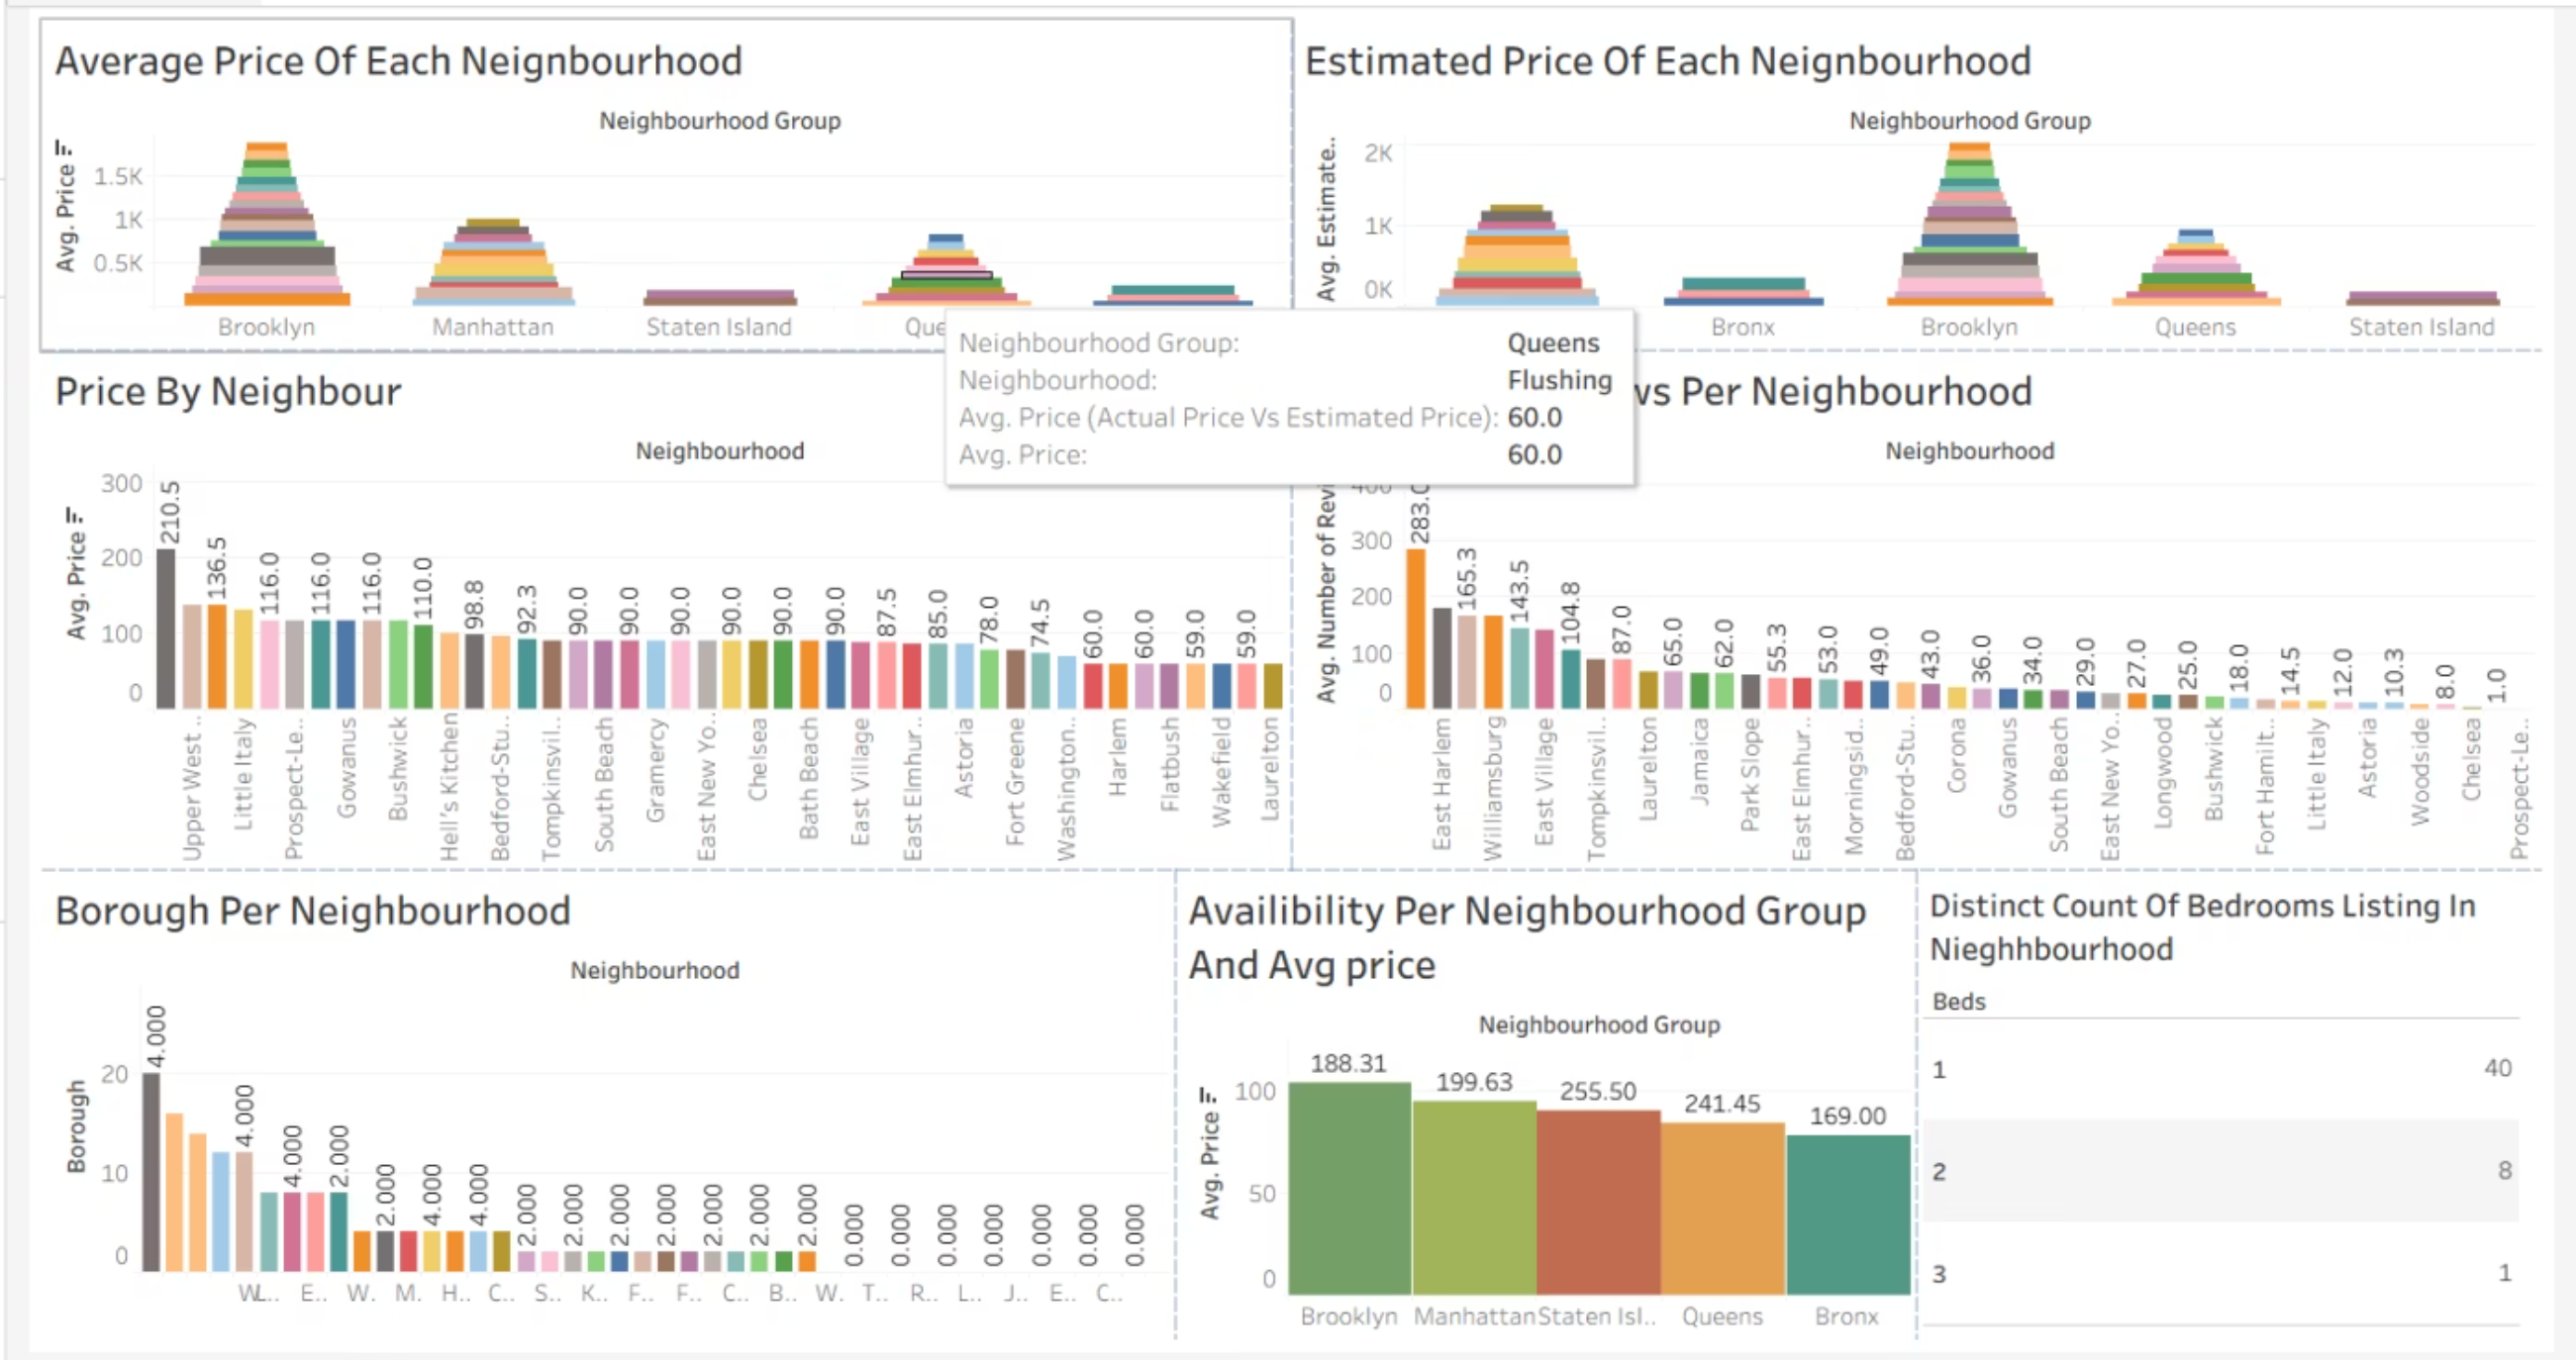 Average Price Of Each Neignbourhood
Neighbourhood Group
Avg. Price
1.5K
1K
0.5K
Brooklyn Manhattan Staten Island Que
Estimated Price Of Each Neignbourhood
Neighbourhood Group
Avg. Estimate..
2K
1K
0K
Bronx Brooklyn Queens Staten Island
Neighbourhood Group: Queens
Neighbourhood: Flushing
Avg. Price (Actual Price Vs Estimated Price): 60.0
Avg. Price: 60.0
Price By Neighbour
Neighbourhood
Avg. Price
300
200
100
0
210.5 136.5 116.0 116.0 116.0 110.0 98.8 92.3 90.0 90.0 90.0 90.0 90.0 90.0 87.5 85.0 78.0 74.5 60.0 60.0 59.0 59.0
Upper West .. Little Italy Prospect-Le.. Gowanus Bushwick Hell's Kitchen Bedford-Stu.. Tompkinsvil.. South Beach Gramercy East New Yo.. Chelsea Bath Beach East Village East Elmhur.. Astoria Fort Greene Washington.. Harlem Flatbush Wakefield Laurelton
vs Per Neighbourhood
Neighbourhood
Avg. Number of Revi
400
300
200
100
0
283.0 165.3 143.5 104.8 87.0 65.0 62.0 55.3 53.0 49.0 43.0 36.0 34.0 29.0 27.0 25.0 18.0 14.5 12.0 10.3 8.0 1.0
East Harlem Williamsburg East Village Tompkinsvil.. Laurelton Jamaica Park Slope East Elmhur.. Morningsid.. Bedford-Stu.. Corona Gowanus South Beach East New Yo.. Longwood Bushwick Fort Hamilt.. Little Italy Astoria Woodside Chelsea Prospect-Le..
Borough Per Neighbourhood
Neighbourhood
Borough
20
10
0
4.000 4.000 4.000 2.000 2.000 4.000 4.000 2.000 2.000 2.000 2.000 2.000 2.000 2.000 0.000 0.000 0.000 0.000 0.000 0.000 0.000
E.. W. M. H.. C.. S.. K.. F.. F.. C.. B.. W. T.. R.. L.. J.. E.. C..
Availibility Per Neighbourhood Group
And Avg price
Neighbourhood Group
Avg. Price
100
50
0
188.31 199.63 255.50 241.45 169.00
Brooklyn Manhattan Staten Isl.. Queens Bronx
Distinct Count Of Bedrooms Listing In
Nieghhbourhood
Beds
1 40
2 8
3 1